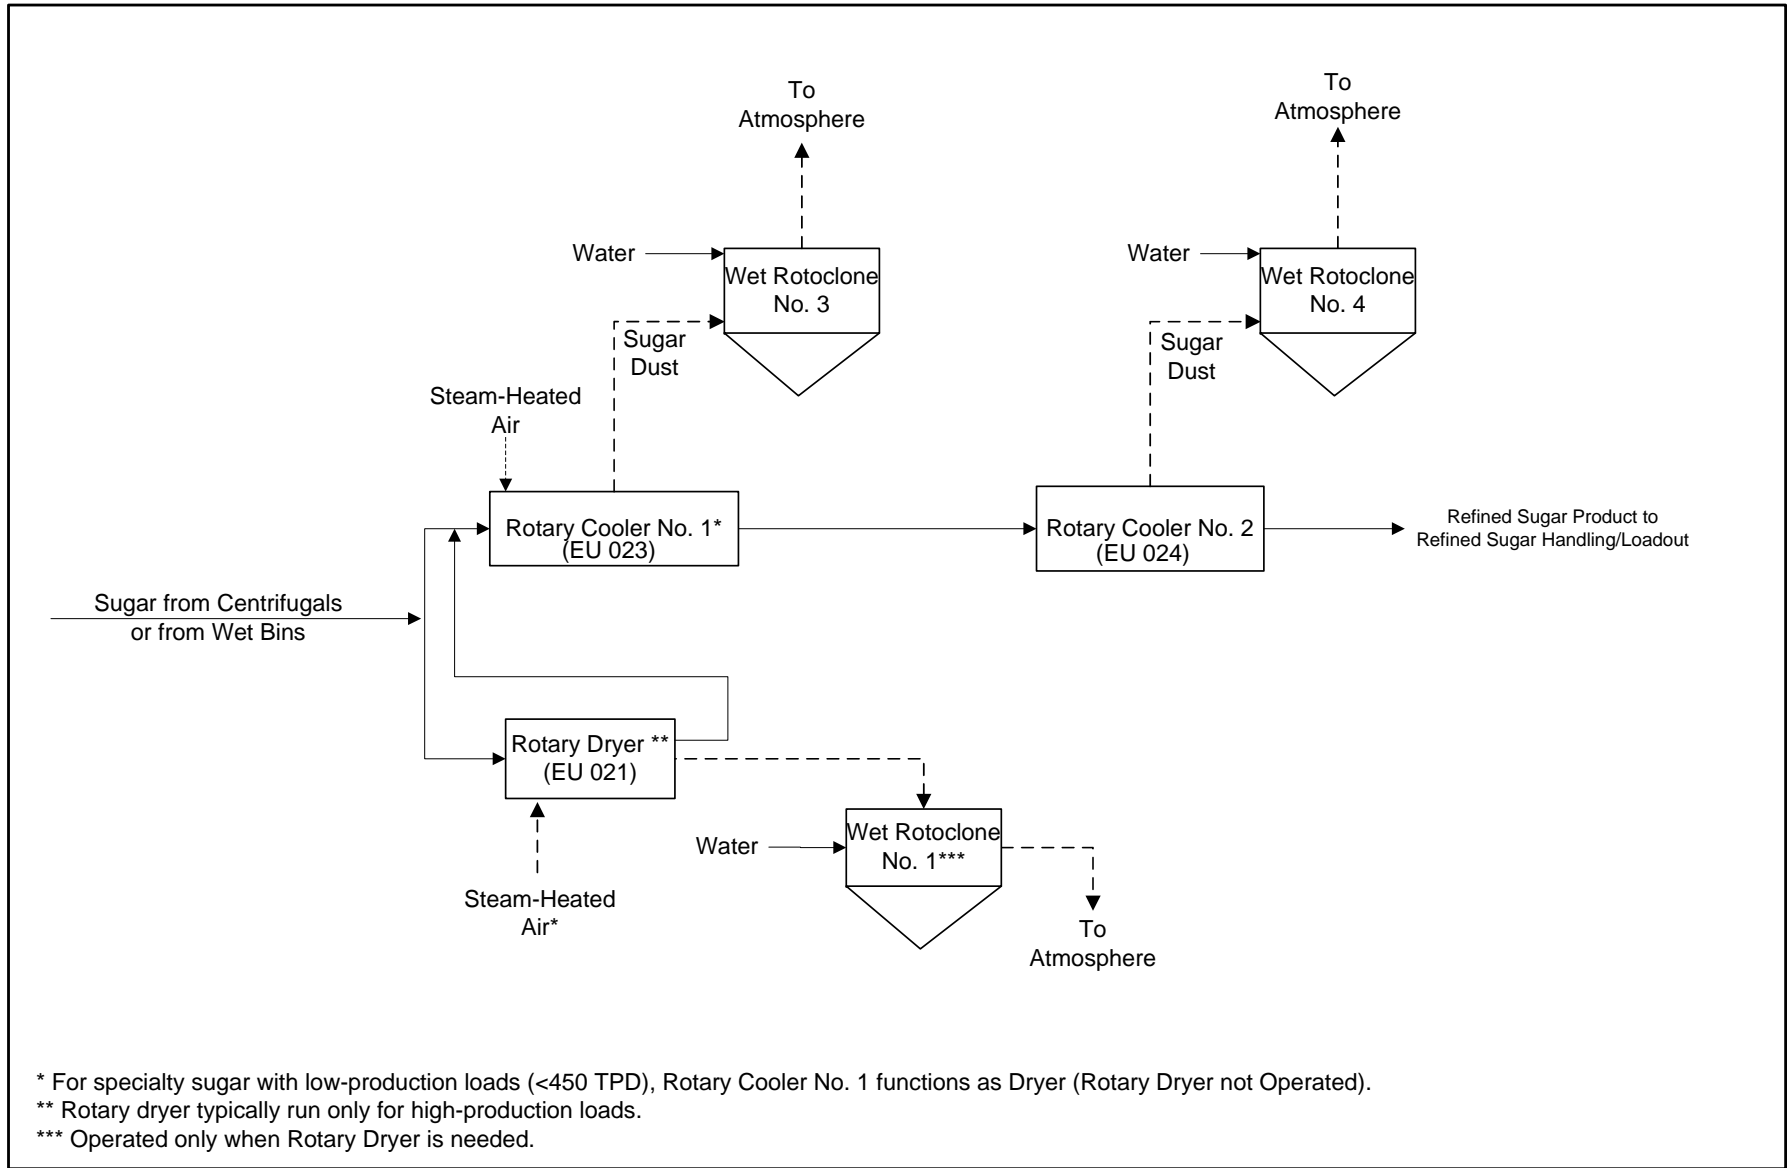 To
Atmosphere
To
Atmosphere
Water
Wet Rotoclone
No. 3
Water
Wet Rotoclone
No. 4
Sugar
Dust
Sugar
Dust
Steam-Heated
Air
Rotary Cooler No. 1*
(EU 023)
Rotary Cooler No. 2
(EU 024)
Refined Sugar Product to
Refined Sugar Handling/Loadout
Sugar from Centrifugals
or from Wet Bins
Rotary Dryer **
(EU 021)
Water
Wet Rotoclone
No. 1***
Steam-Heated
Air*
To
Atmosphere
* For specialty sugar with low-production loads (<450 TPD), Rotary Cooler No. 1 functions as Dryer (Rotary Dryer not Operated).
** Rotary dryer typically run only for high-production loads.
*** Operated only when Rotary Dryer is needed.